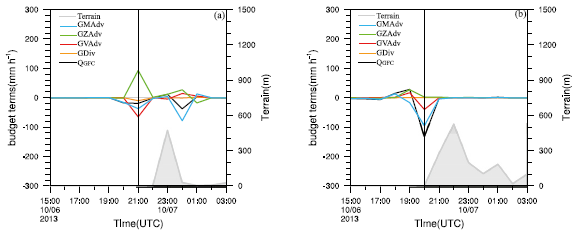 300
200
100
0
-100
-200
-300
budget terms(mm h⁻¹)
Terrain
GMAdv
GZAdv
GVAdv
GDiv
QGFC
(a)
1500
1200
900
600
300
0
Terrain(m)
15:00 17:00 19:00 21:00 23:00 01:00 03:00
10/06 10/07
2013
TIme(UTC)
300
200
100
0
-100
-200
-300
budget terms(mm h⁻¹)
Terrain
GMAdv
GZAdv
GVAdv
GDiv
QGFC
(b)
1500
1200
900
600
300
0
Terrain(m)
15:00 17:00 19:00 21:00 23:00 01:00 03:00
10/06 10/07
2013
TIme(UTC)